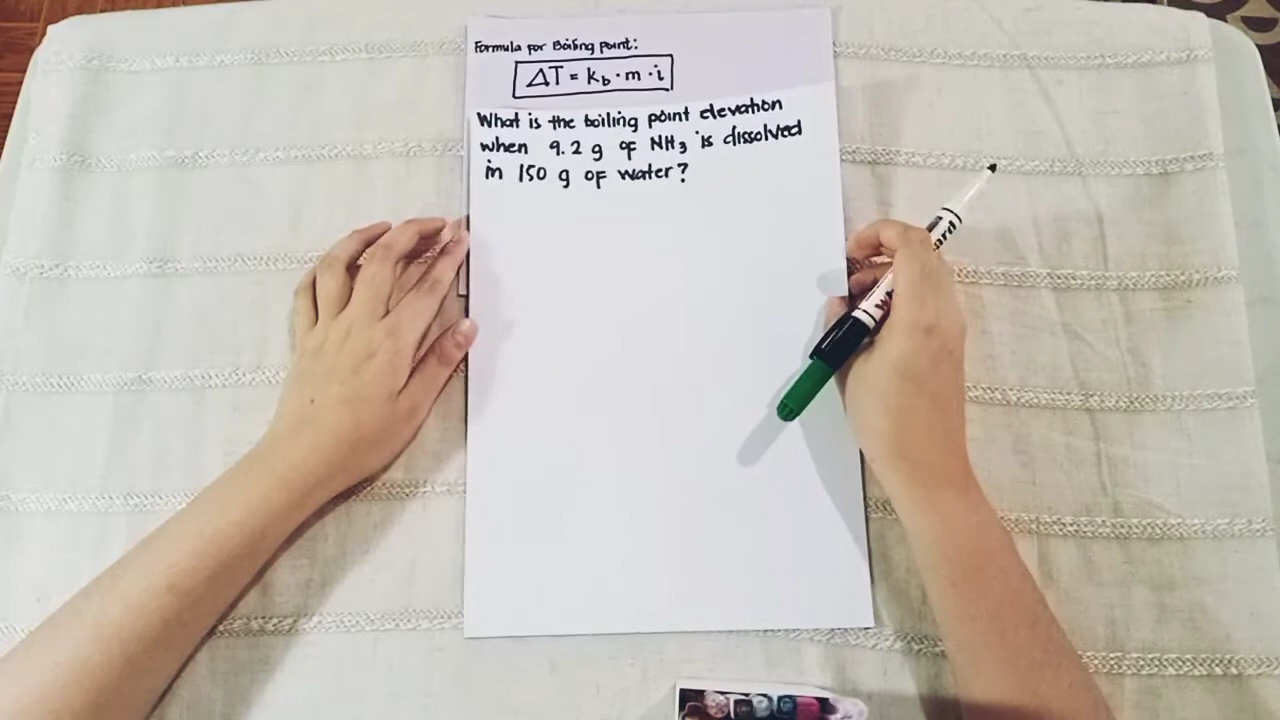 Formula for Boiling point:
ΔT = kb · m · i
What is the boiling point elevation
when 9.2 g of NH3 is dissolved
in 150 g of water?